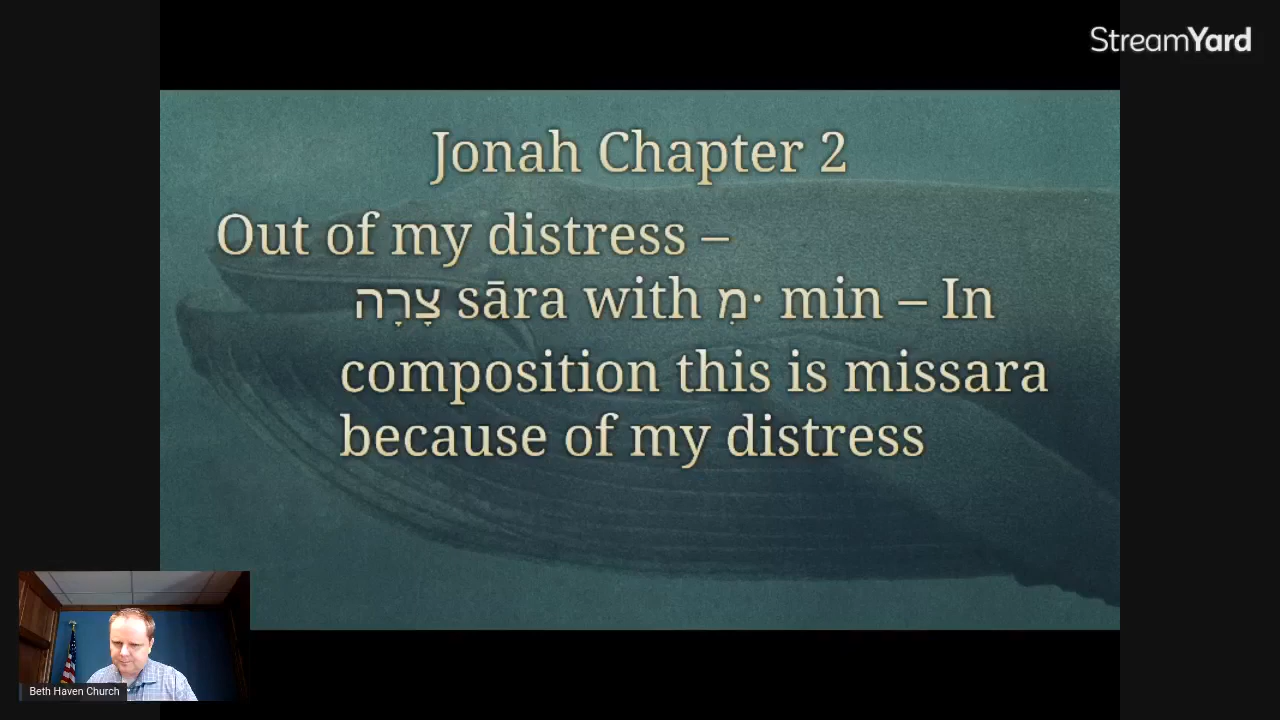 StreamYard
Jonah Chapter 2
Out of my distress –
צָרָה sāra with מִ· min – In
composition this is missara
because of my distress
Beth Haven Church